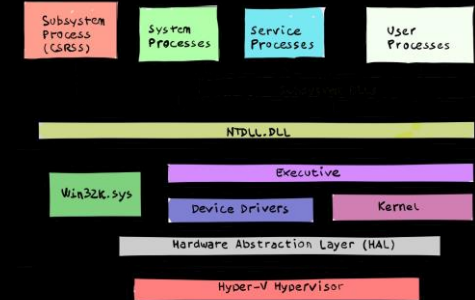 Subsystem
Process
(CSRSS)
System
Processes
Service
Processes
User
Processes
NTDLL.DLL
Executive
Win32k.sys
Device Drivers
Kernel
Hardware Abstraction Layer (HAL)
Hyper-V Hypervisor